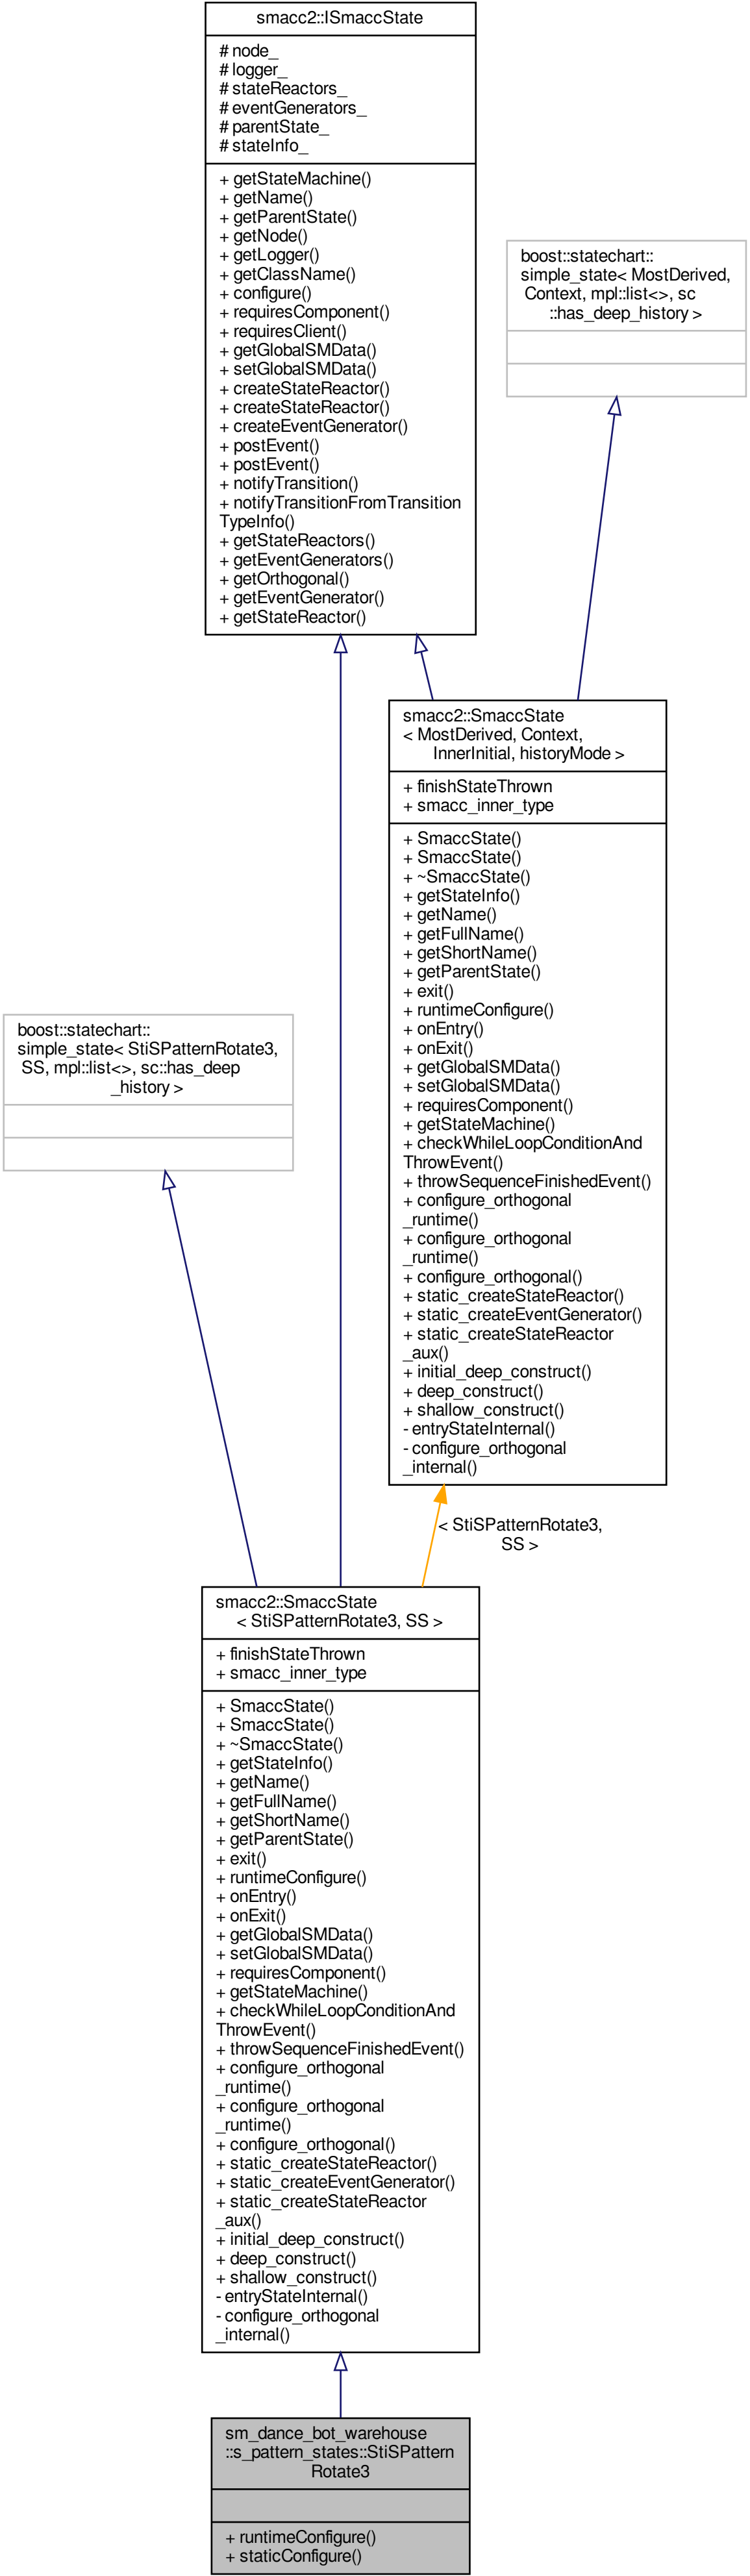 smacc2::ISmaccState
# node_
# logger_
# stateReactors_
# eventGenerators_
# parentState_
# stateInfo_
+ getStateMachine()
+ getName()
+ getParentState()
+ getNode()
+ getLogger()
+ getClassName()
+ configure()
+ requiresComponent()
+ requiresClient()
+ getGlobalSMData()
+ setGlobalSMData()
+ createStateReactor()
+ createStateReactor()
+ createEventGenerator()
+ postEvent()
+ postEvent()
+ notifyTransition()
+ notifyTransitionFromTransition
TypeInfo()
+ getStateReactors()
+ getEventGenerators()
+ getOrthogonal()
+ getEventGenerator()
+ getStateReactor()
boost::statechart::
simple_state< MostDerived,
Context, mpl::list<>, sc
::has_deep_history >
smacc2::SmaccState
< MostDerived, Context,
InnerInitial, historyMode >
+ finishStateThrown
+ smacc_inner_type
+ SmaccState()
+ SmaccState()
+ ~SmaccState()
+ getStateInfo()
+ getName()
+ getFullName()
+ getShortName()
+ getParentState()
+ exit()
+ runtimeConfigure()
+ onEntry()
+ onExit()
+ getGlobalSMData()
+ setGlobalSMData()
+ requiresComponent()
+ getStateMachine()
+ checkWhileLoopConditionAnd
ThrowEvent()
+ throwSequenceFinishedEvent()
+ configure_orthogonal
_runtime()
+ configure_orthogonal
_runtime()
+ configure_orthogonal()
+ static_createStateReactor()
+ static_createEventGenerator()
+ static_createStateReactor
_aux()
+ initial_deep_construct()
+ deep_construct()
+ shallow_construct()
- entryStateInternal()
- configure_orthogonal
_internal()
boost::statechart::
simple_state< StiSPatternRotate3,
SS, mpl::list<>, sc::has_deep
_history >
< StiSPatternRotate3,
SS >
smacc2::SmaccState
< StiSPatternRotate3, SS >
+ finishStateThrown
+ smacc_inner_type
+ SmaccState()
+ SmaccState()
+ ~SmaccState()
+ getStateInfo()
+ getName()
+ getFullName()
+ getShortName()
+ getParentState()
+ exit()
+ runtimeConfigure()
+ onEntry()
+ onExit()
+ getGlobalSMData()
+ setGlobalSMData()
+ requiresComponent()
+ getStateMachine()
+ checkWhileLoopConditionAnd
ThrowEvent()
+ throwSequenceFinishedEvent()
+ configure_orthogonal
_runtime()
+ configure_orthogonal
_runtime()
+ configure_orthogonal()
+ static_createStateReactor()
+ static_createEventGenerator()
+ static_createStateReactor
_aux()
+ initial_deep_construct()
+ deep_construct()
+ shallow_construct()
- entryStateInternal()
- configure_orthogonal
_internal()
sm_dance_bot_warehouse
::s_pattern_states::StiSPattern
Rotate3
+ runtimeConfigure()
+ staticConfigure()